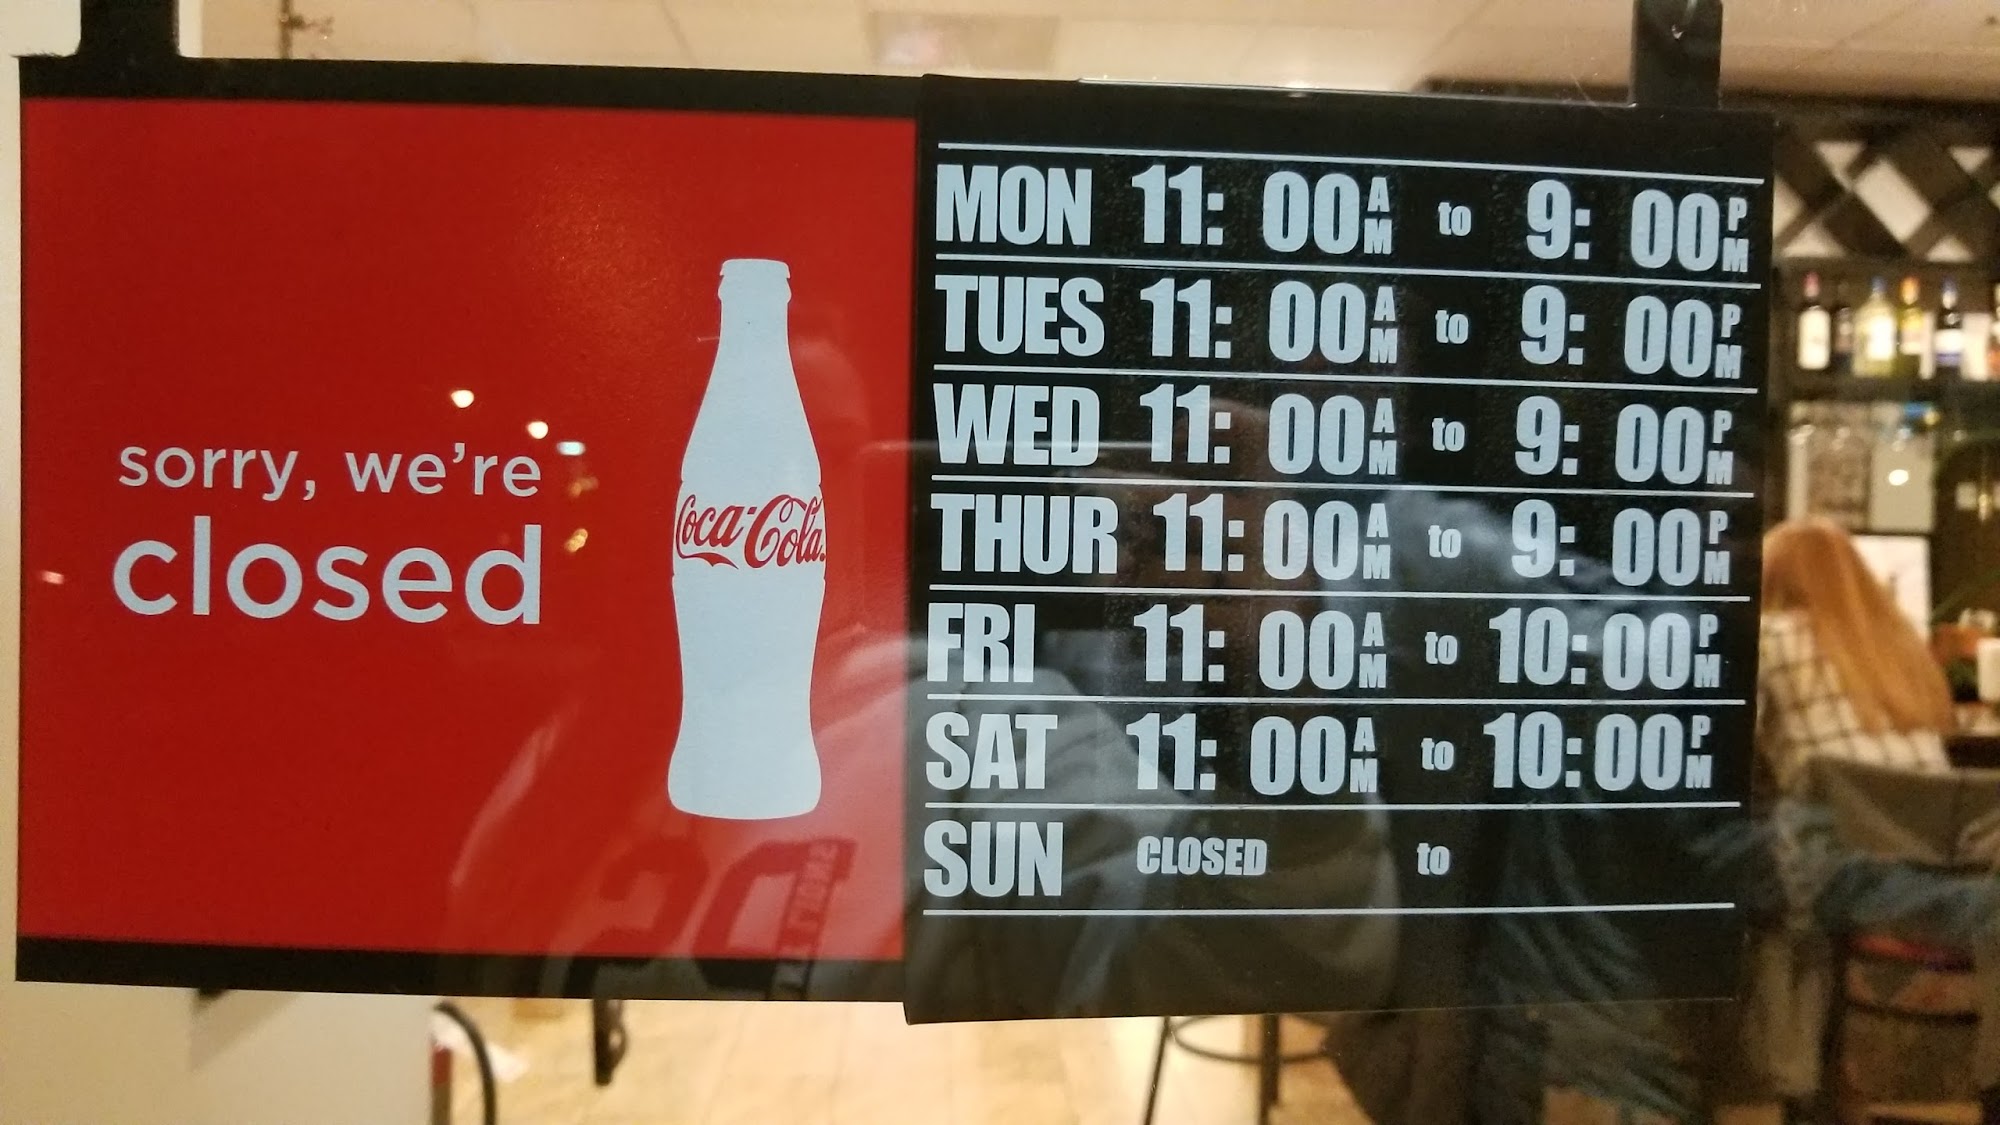 sorry, we're
closed
Coca-Cola
MON 11:00AM to 9:00PM
TUES 11:00AM to 9:00PM
WED 11:00AM to 9:00PM
THUR 11:00AM to 9:00PM
FRI 11:00AM to 10:00PM
SAT 11:00AM to 10:00PM
SUN CLOSED to